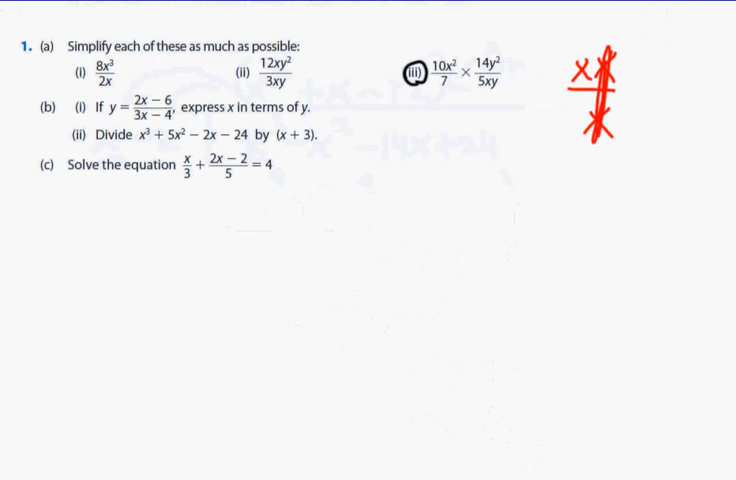 1. (a) Simplify each of these as much as possible:
(i) 8x³/2x (ii) 12xy²/3xy (iii) 10x²/7 × 14y²/5xy
(b) (i) If y = 2x − 6/3x − 4, express x in terms of y.
(ii) Divide x³ + 5x² − 2x − 24 by (x + 3).
(c) Solve the equation x/3 + 2x − 2/5 = 4